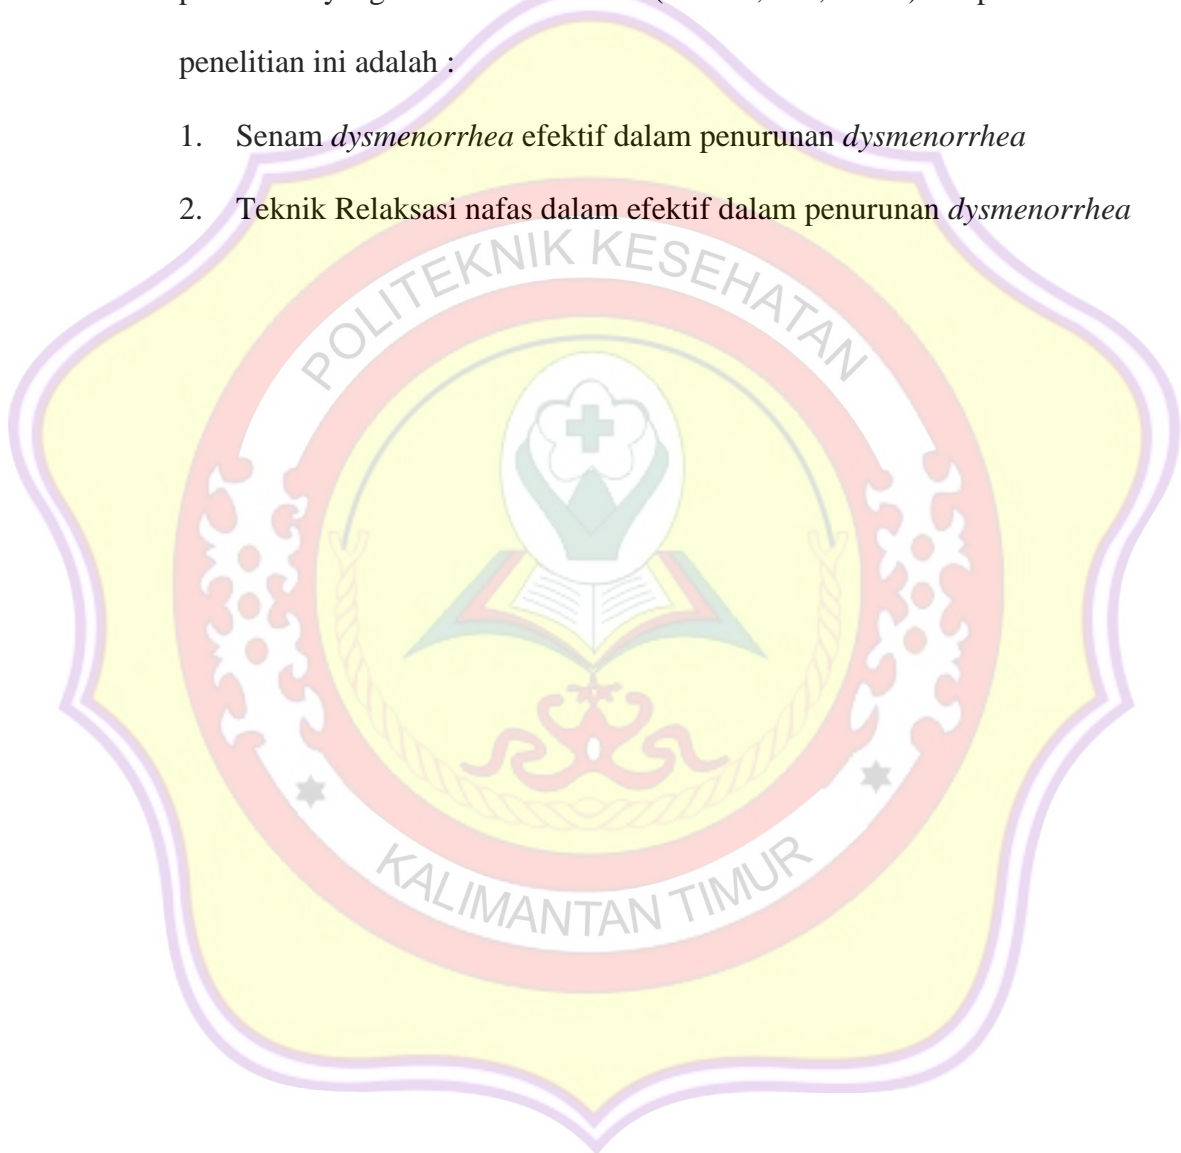 penelitian ini adalah :
1. Senam dysmenorrhea efektif dalam penurunan dysmenorrhea
2. Teknik Relaksasi nafas dalam efektif dalam penurunan dysmenorrhea
POLITEKNIK KESEHATAN
KALIMANTAN TIMUR